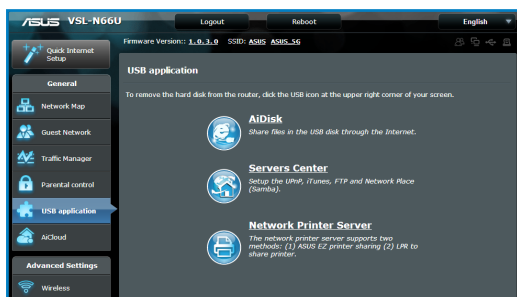 ASUS VSL-N66U
Logout
Reboot
English
Quick Internet
Setup
Firmware Version: 1.0.3.0 SSID: ASUS ASUS_5G
General
Network Map
Guest Network
Traffic Manager
Parental control
USB application
AiCloud
Advanced Settings
Wireless
USB application
To remove the hard disk from the router, click the USB icon at the upper right corner of your screen.
AiDisk
Share files in the USB disk through the Internet.
Servers Center
Setup the UPnP, iTunes, FTP and Network Place
(Samba).
Network Printer Server
The network printer server supports two
methods: (1) ASUS EZ printer sharing (2) LPR to
share printer.